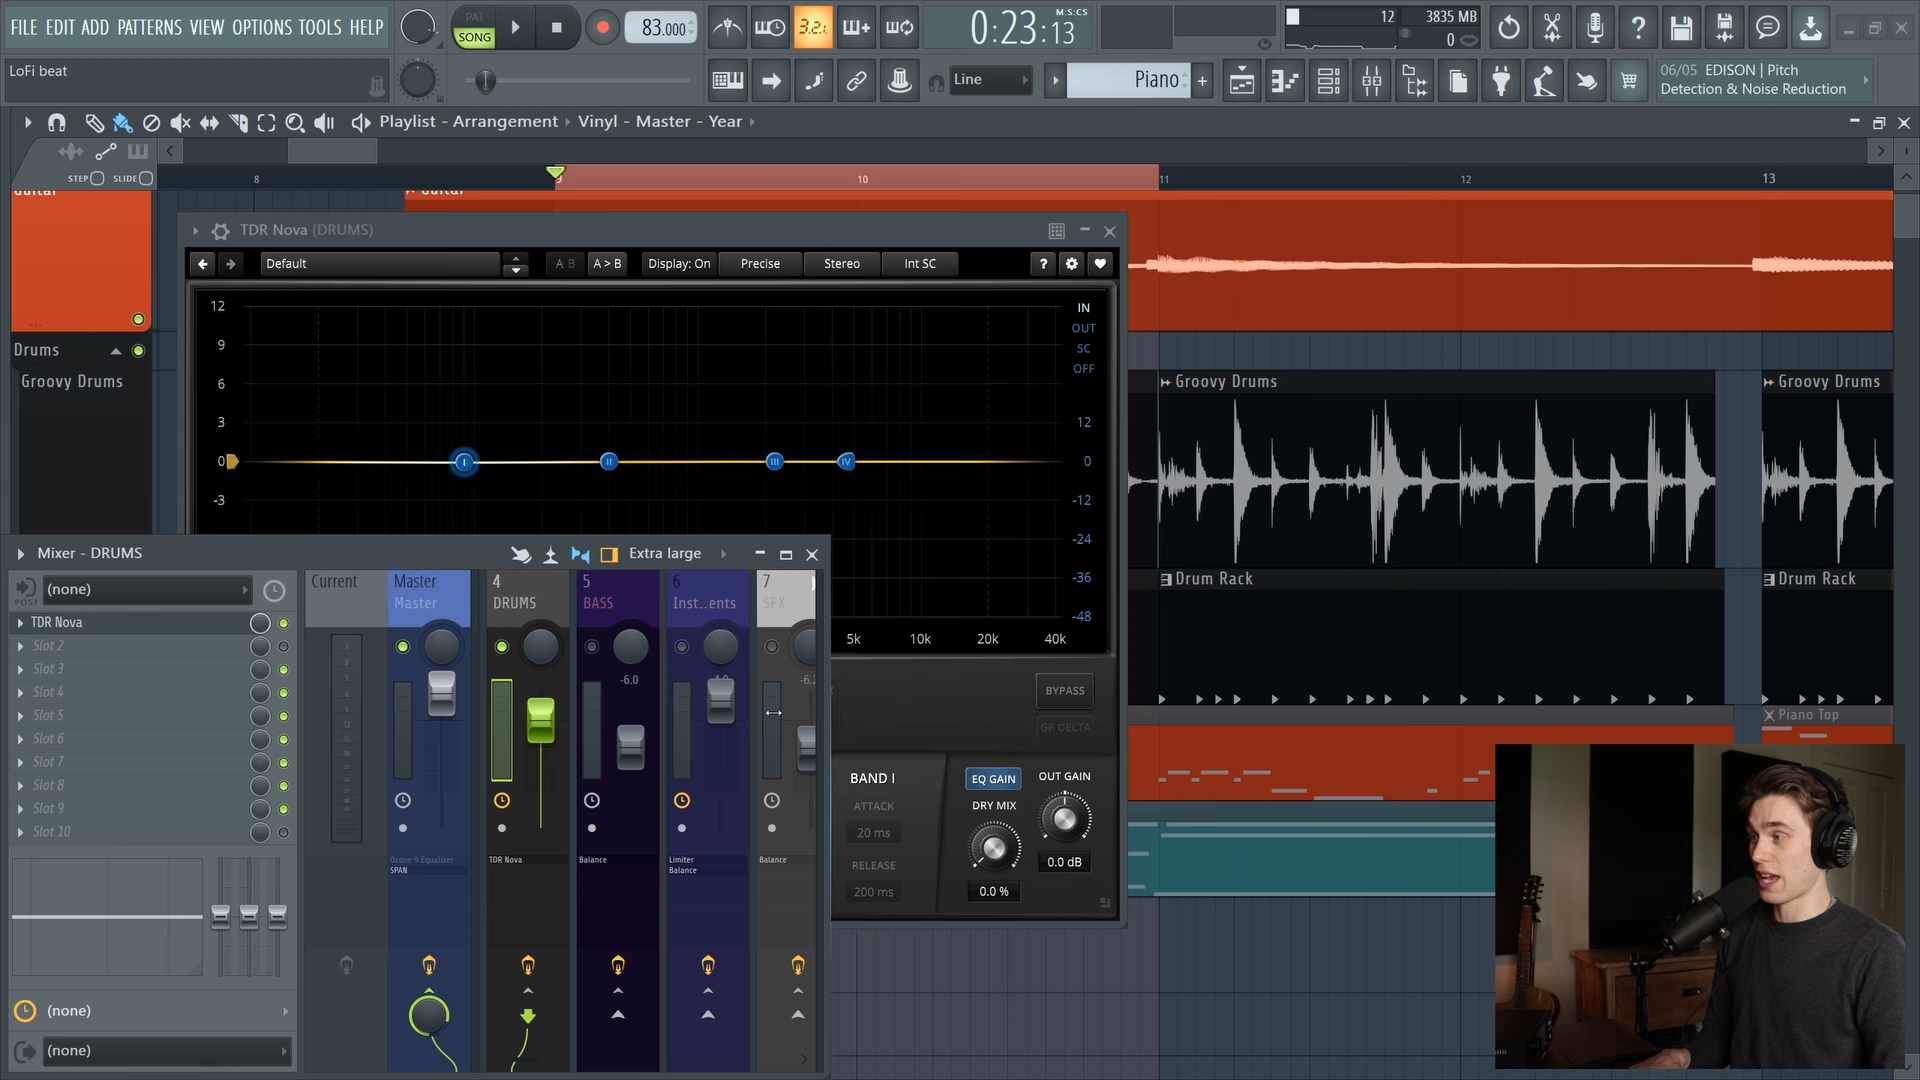 FILE EDIT ADD PATTERNS VIEW OPTIONS TOOLS HELP
PAT
SONG
83.000
3.2.
0:23:13
M:S:CS
12
3835 MB
0
LoFi beat
Line
Piano
06/05 EDISON | Pitch
Detection & Noise Reduction
Playlist - Arrangement
Vinyl - Master - Year
STEP
SLIDE
8
9
10
11
12
13
Guitar
Guitar
Drums
Groovy Drums
Groovy Drums
Groovy Drums
Drum Rack
Drum Rack
Piano Top
TDR Nova (DRUMS)
Default
A B
A > B
Display: On
Precise
Stereo
Int SC
?
12
9
6
3
0
-3
I
II
III
IV
IN
OUT
SC
OFF
12
0
-12
-24
-36
-48
5k
10k
20k
40k
BYPASS
GR DELTA
BAND I
ATTACK
20 ms
RELEASE
200 ms
EQ GAIN
DRY MIX
0.0 %
OUT GAIN
0.0 dB
Mixer - DRUMS
Extra large
POST
(none)
TDR Nova
Slot 2
Slot 3
Slot 4
Slot 5
Slot 6
Slot 7
Slot 8
Slot 9
Slot 10
(none)
(none)
Current
Master
Master
4
DRUMS
5
BASS
6
Inst..ents
7
SFX
-6.0
Ozone 9 Equalizer
SPAN
TDR Nova
Balance
Limiter
Balance
Balance